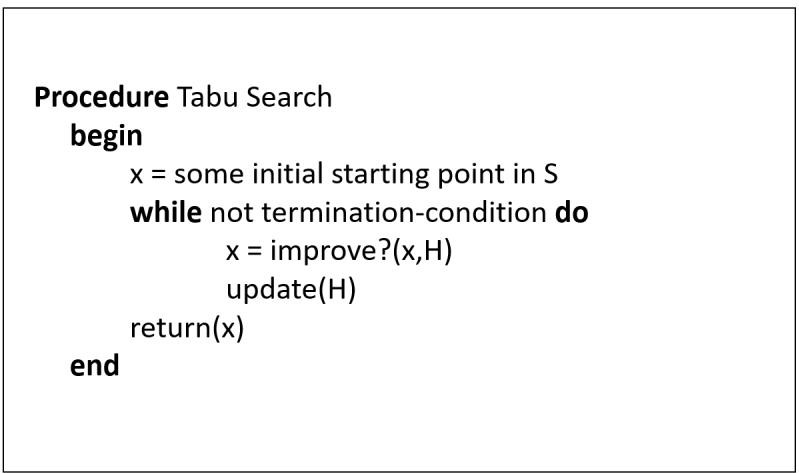 Procedure Tabu Search
begin
x = some initial starting point in S
while not termination-condition do
x = improve?(x,H)
update(H)
return(x)
end